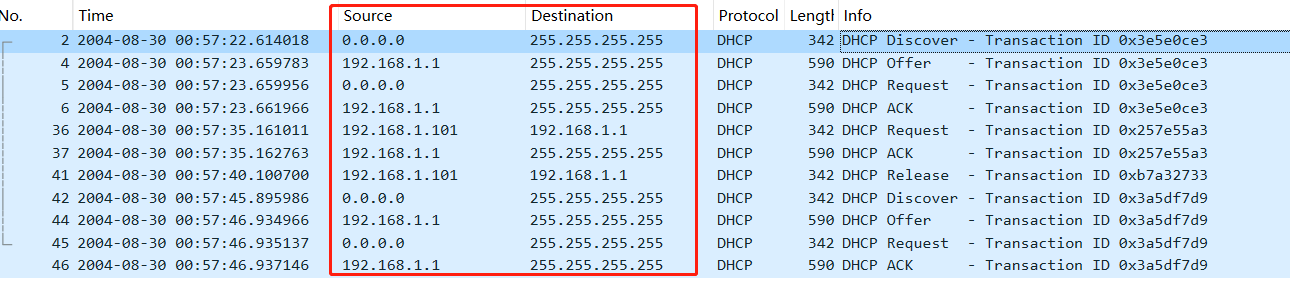 No. Time Source Destination Protocol Length Info
2 2004-08-30 00:57:22.614018 0.0.0.0 255.255.255.255 DHCP 342 DHCP Discover - Transaction ID 0x3e5e0ce3
4 2004-08-30 00:57:23.659783 192.168.1.1 255.255.255.255 DHCP 590 DHCP Offer - Transaction ID 0x3e5e0ce3
5 2004-08-30 00:57:23.659956 0.0.0.0 255.255.255.255 DHCP 342 DHCP Request - Transaction ID 0x3e5e0ce3
6 2004-08-30 00:57:23.661966 192.168.1.1 255.255.255.255 DHCP 590 DHCP ACK - Transaction ID 0x3e5e0ce3
36 2004-08-30 00:57:35.161011 192.168.1.101 192.168.1.1 DHCP 342 DHCP Request - Transaction ID 0x257e55a3
37 2004-08-30 00:57:35.162763 192.168.1.1 255.255.255.255 DHCP 590 DHCP ACK - Transaction ID 0x257e55a3
41 2004-08-30 00:57:40.100700 192.168.1.101 192.168.1.1 DHCP 342 DHCP Release - Transaction ID 0xb7a32733
42 2004-08-30 00:57:45.895986 0.0.0.0 255.255.255.255 DHCP 342 DHCP Discover - Transaction ID 0x3a5df7d9
44 2004-08-30 00:57:46.934966 192.168.1.1 255.255.255.255 DHCP 590 DHCP Offer - Transaction ID 0x3a5df7d9
45 2004-08-30 00:57:46.935137 0.0.0.0 255.255.255.255 DHCP 342 DHCP Request - Transaction ID 0x3a5df7d9
46 2004-08-30 00:57:46.937146 192.168.1.1 255.255.255.255 DHCP 590 DHCP ACK - Transaction ID 0x3a5df7d9